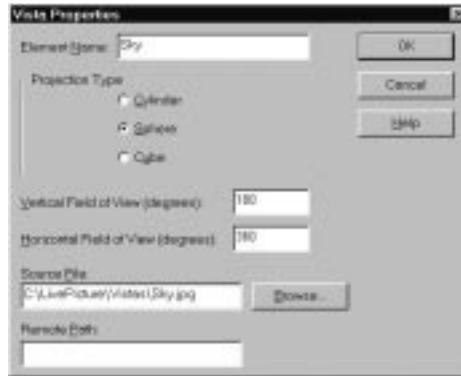 Vista Properties
Element Name: Sky
OK
Projection Type
Cancel
Cylinder
Help
Sphere
Cube
Vertical Field of View (degrees): 180
Horizontal Field of View (degrees): 360
Source File
C:\LivePicture\Vistas\Sky.jpg
Browse...
Remote Path: